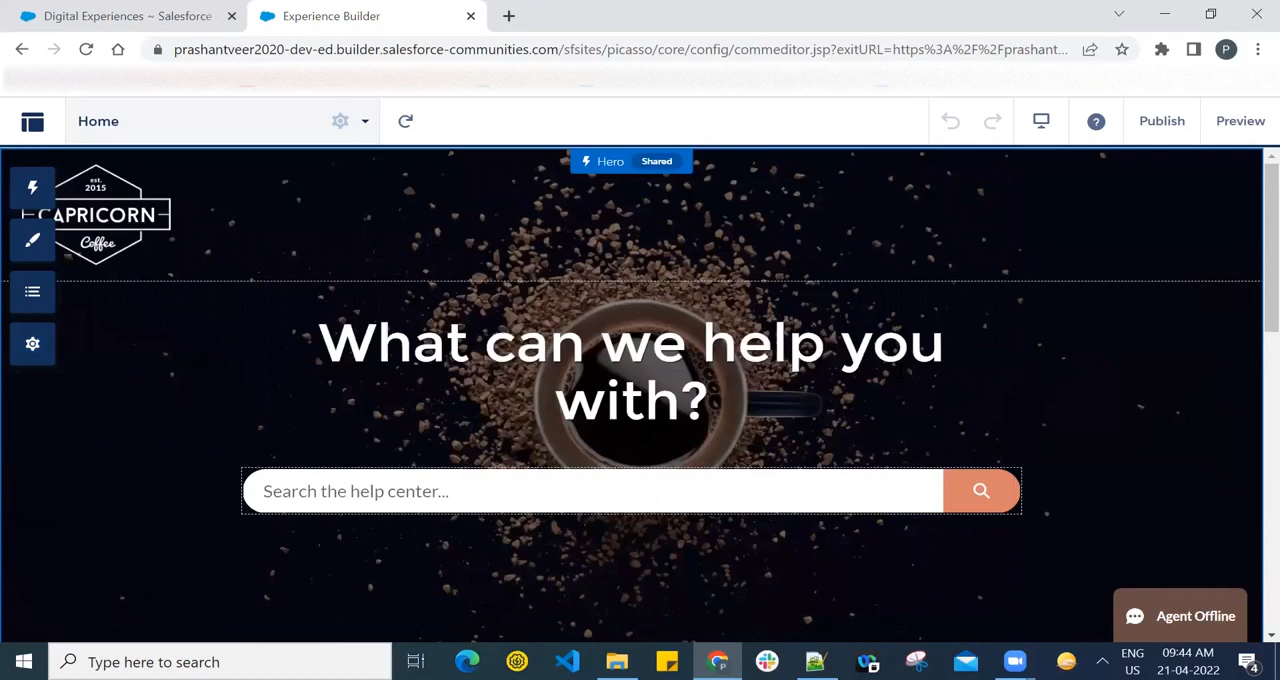 Digital Experiences ~ Salesforce
Experience Builder
prashantveer2020-dev-ed.builder.salesforce-communities.com/sfsites/picasso/core/config/commeditor.jsp?exitURL=https%3A%2F%2Fprashant...
P
Home
?
Publish
Preview
Hero Shared
est.
2015
CAPRICORN
Coffee
What can we help you
with?
Search the help center...
Agent Offline
Type here to search
ENG
US
09:44 AM
21-04-2022
4